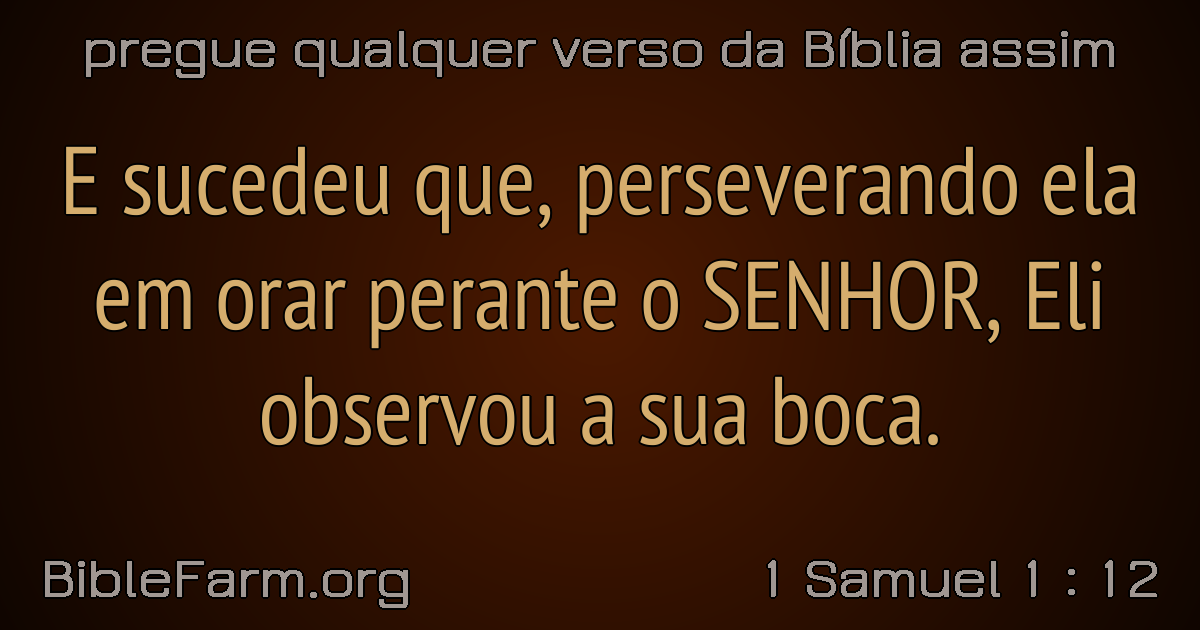 pregue qualquer verso da Bíblia assim
E sucedeu que, perseverando ela
em orar perante o SENHOR, Eli
observou a sua boca.
BibleFarm.org
1 Samuel 1 : 12